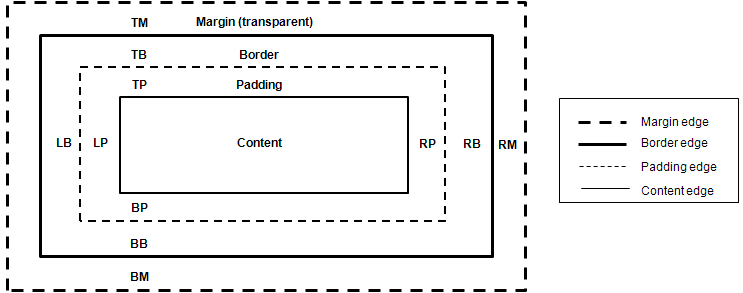 TM Margin (transparent)
TB Border
TP Padding
LB LP Content RP RB RM
BP
BB
BM
Margin edge
Border edge
Padding edge
Content edge